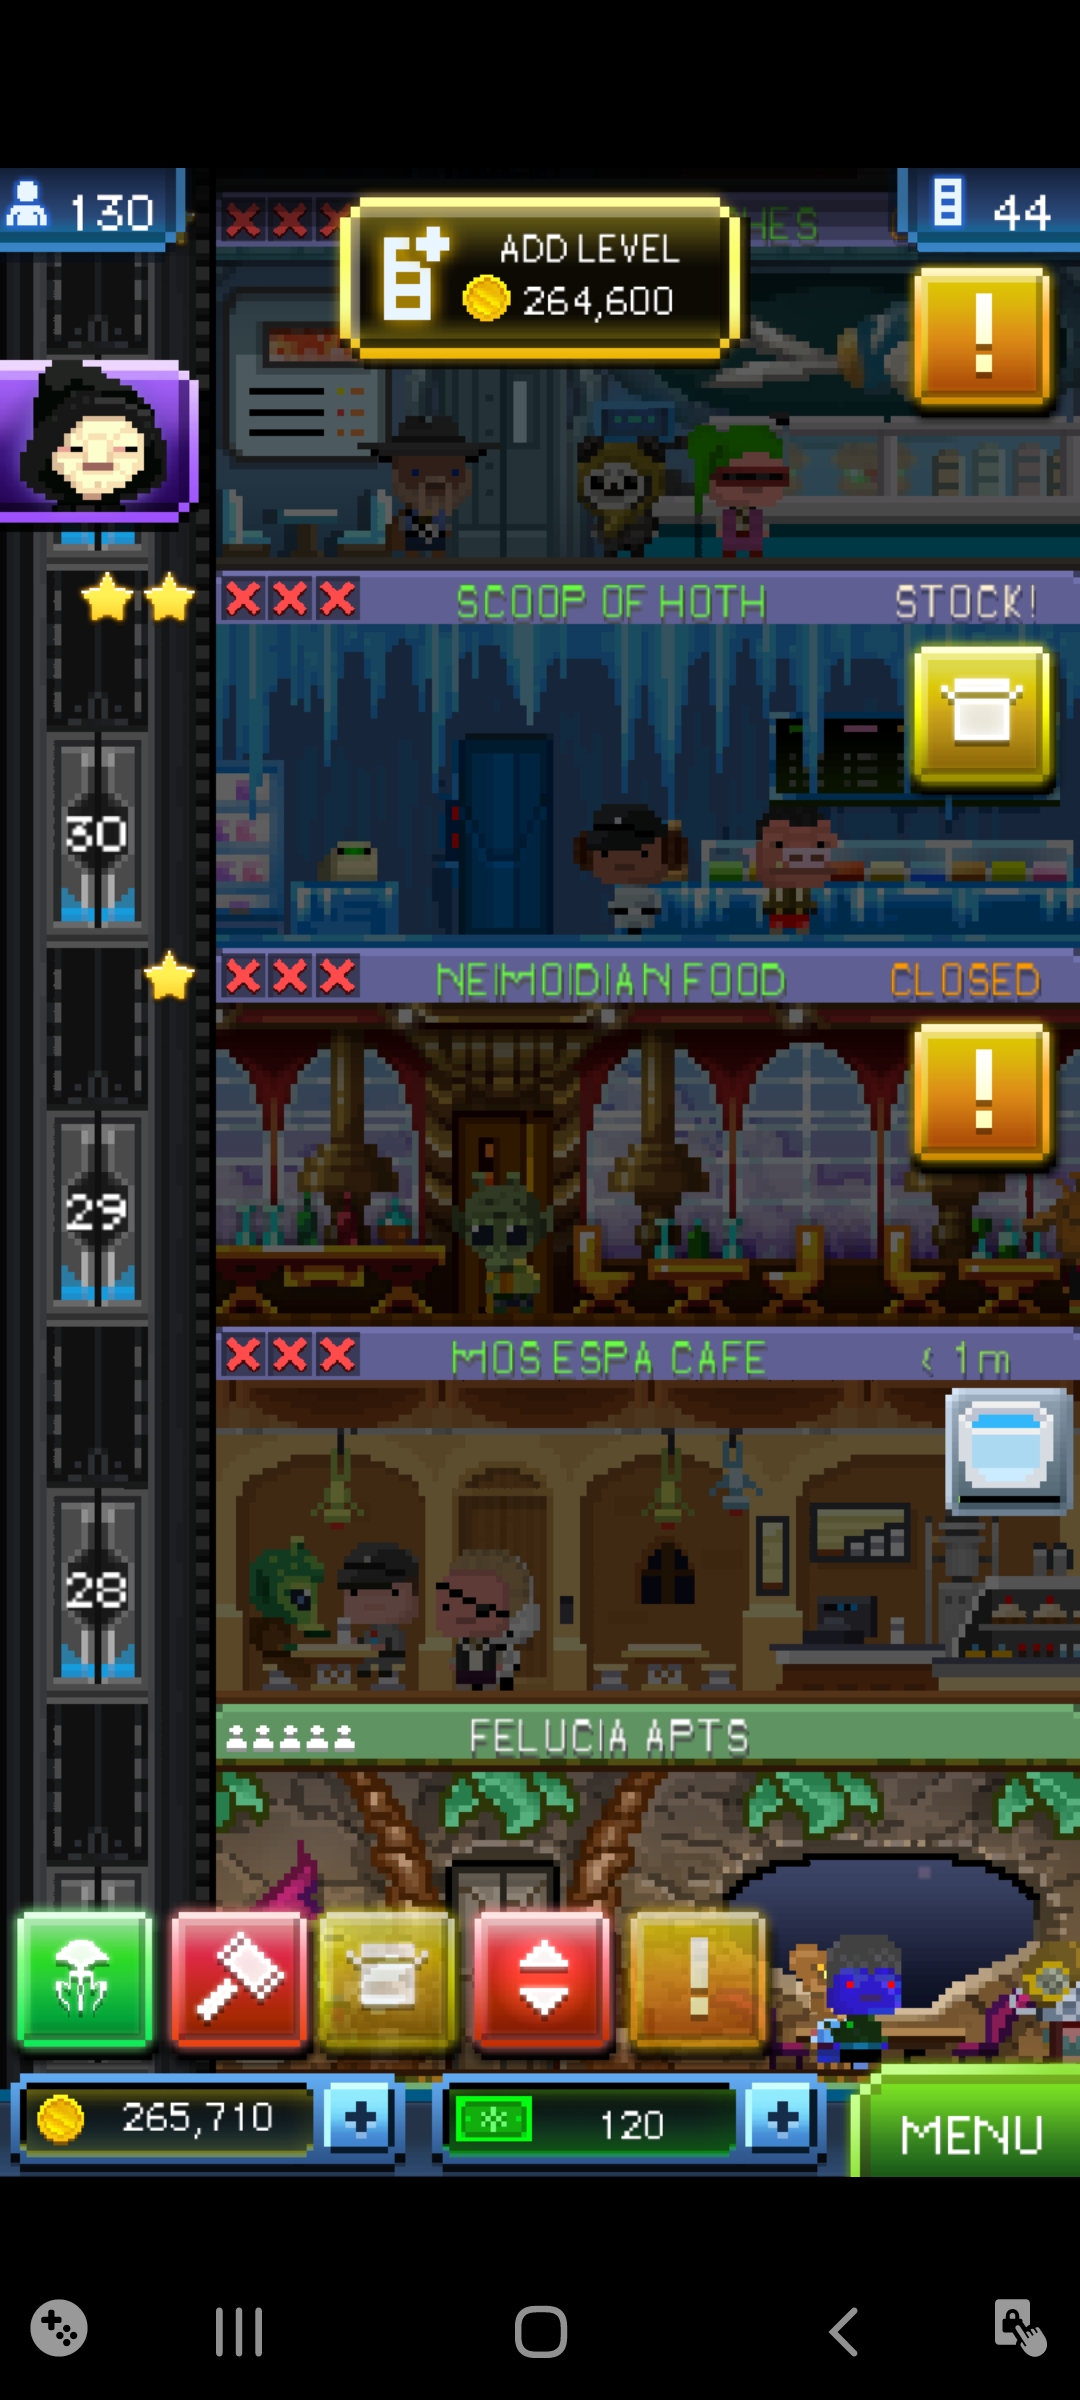 130
ADD LEVEL
264,600
44
SCOOP OF HOTH
STOCK!
30
NEIMOIDIAN FOOD
CLOSED
29
MOS ESPA CAFE
< 1m
28
FELUCIA APTS
265,710
120
MENU